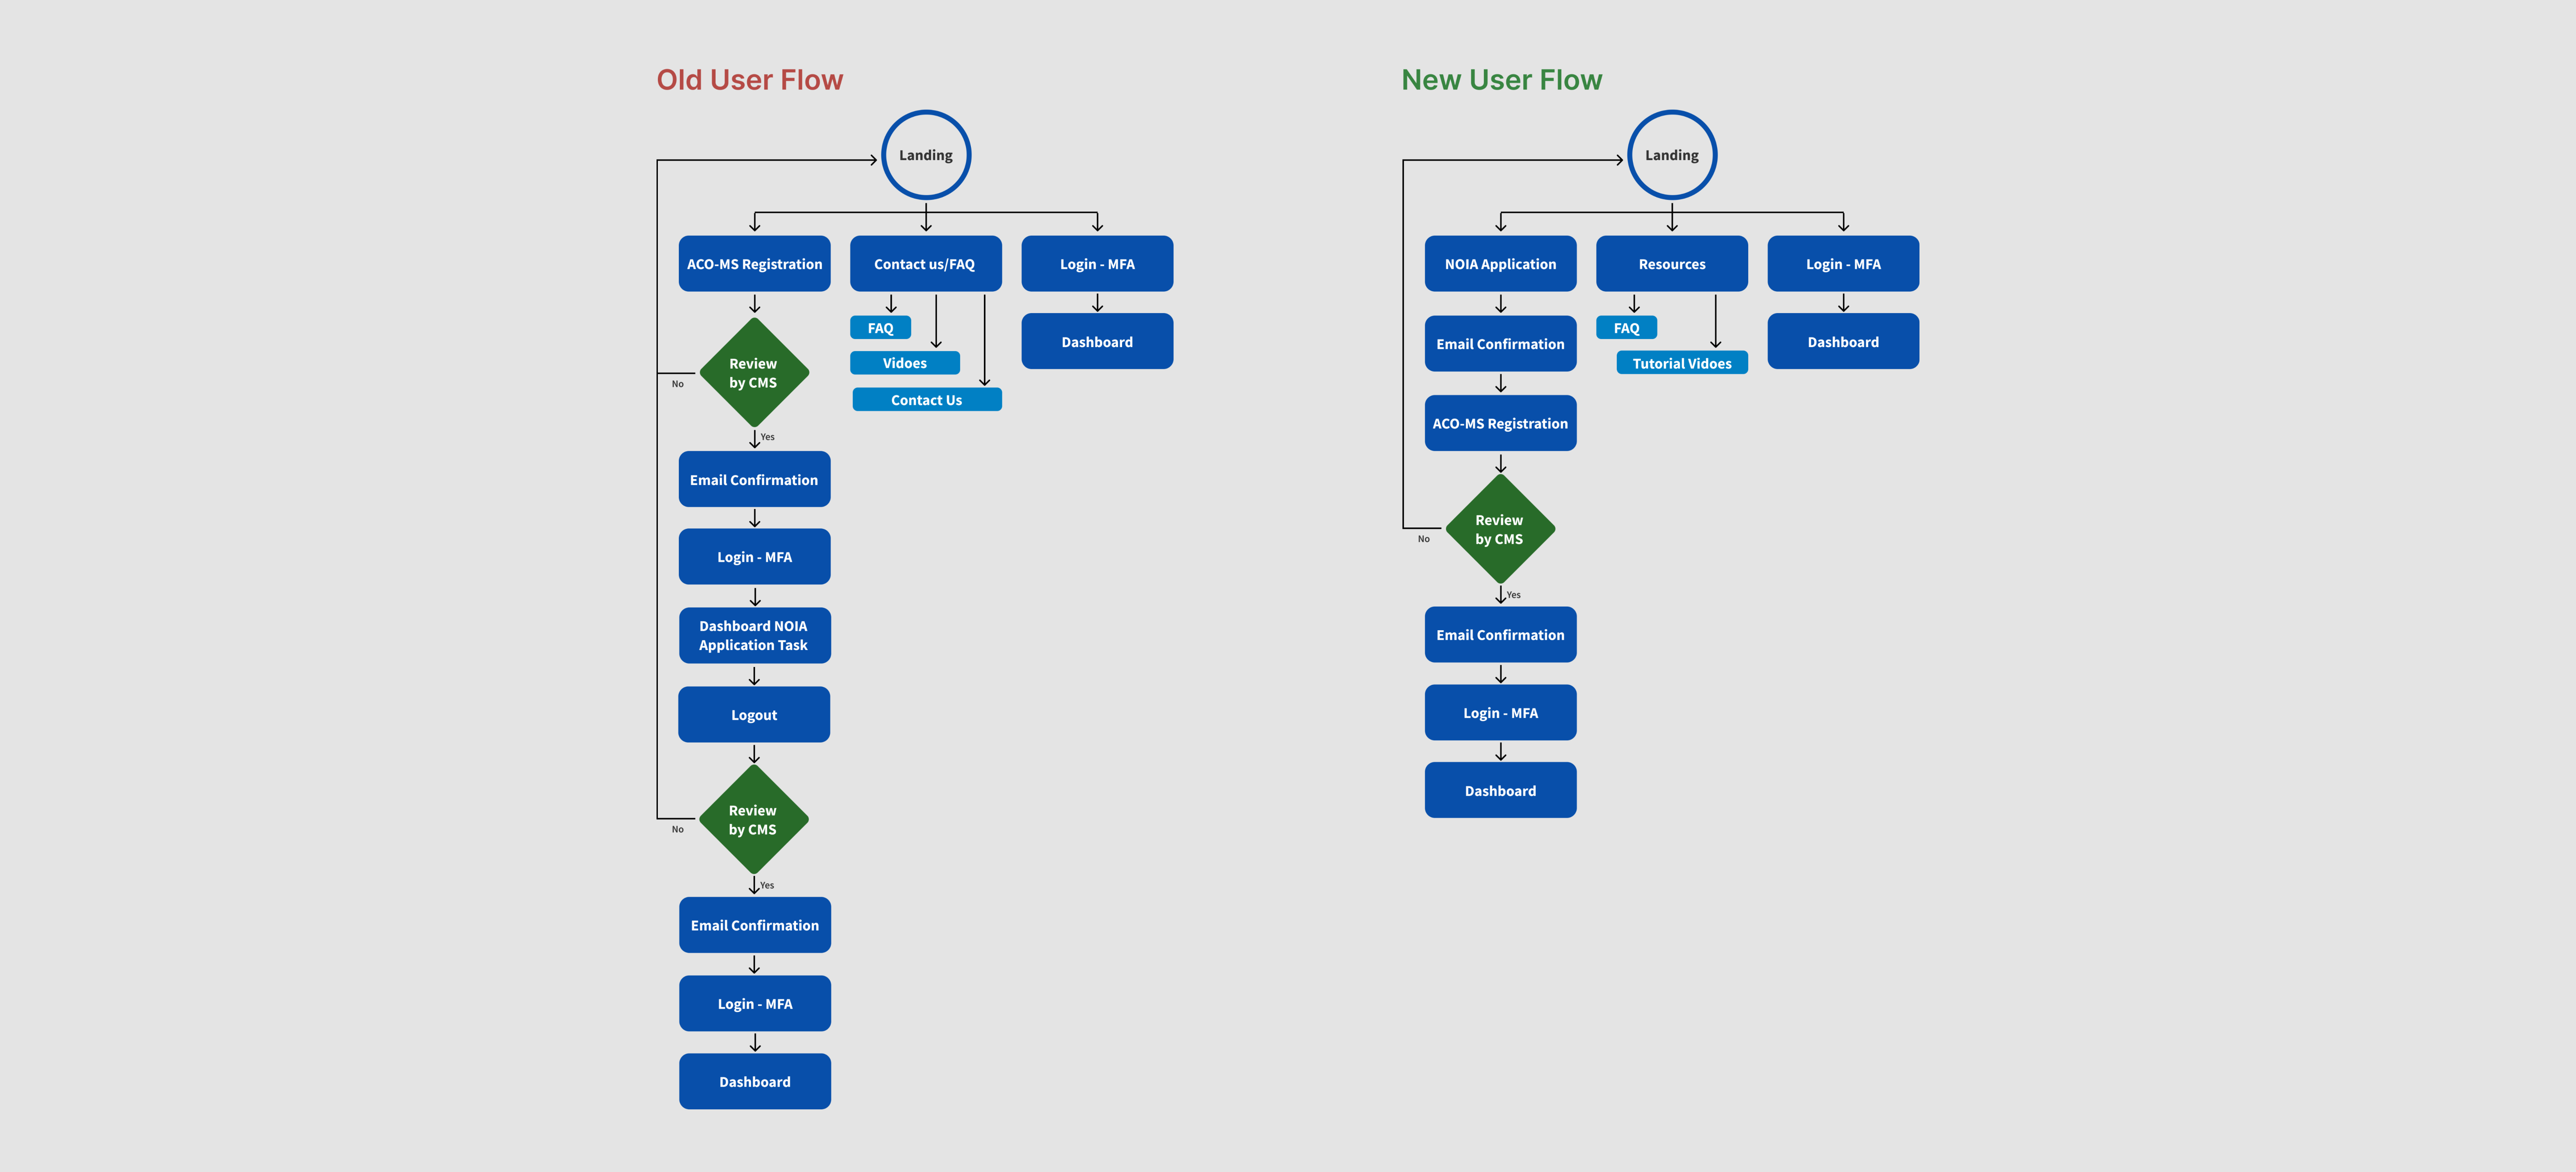 Old User Flow
Landing
ACO-MS Registration
Contact us/FAQ
Login - MFA
FAQ
Vidoes
Contact Us
Dashboard
Review
by CMS
No
Yes
Email Confirmation
Login - MFA
Dashboard NOIA
Application Task
Logout
Review
by CMS
No
Yes
Email Confirmation
Login - MFA
Dashboard
New User Flow
Landing
NOIA Application
Resources
Login - MFA
FAQ
Tutorial Vidoes
Dashboard
Email Confirmation
ACO-MS Registration
Review
by CMS
No
Yes
Email Confirmation
Login - MFA
Dashboard